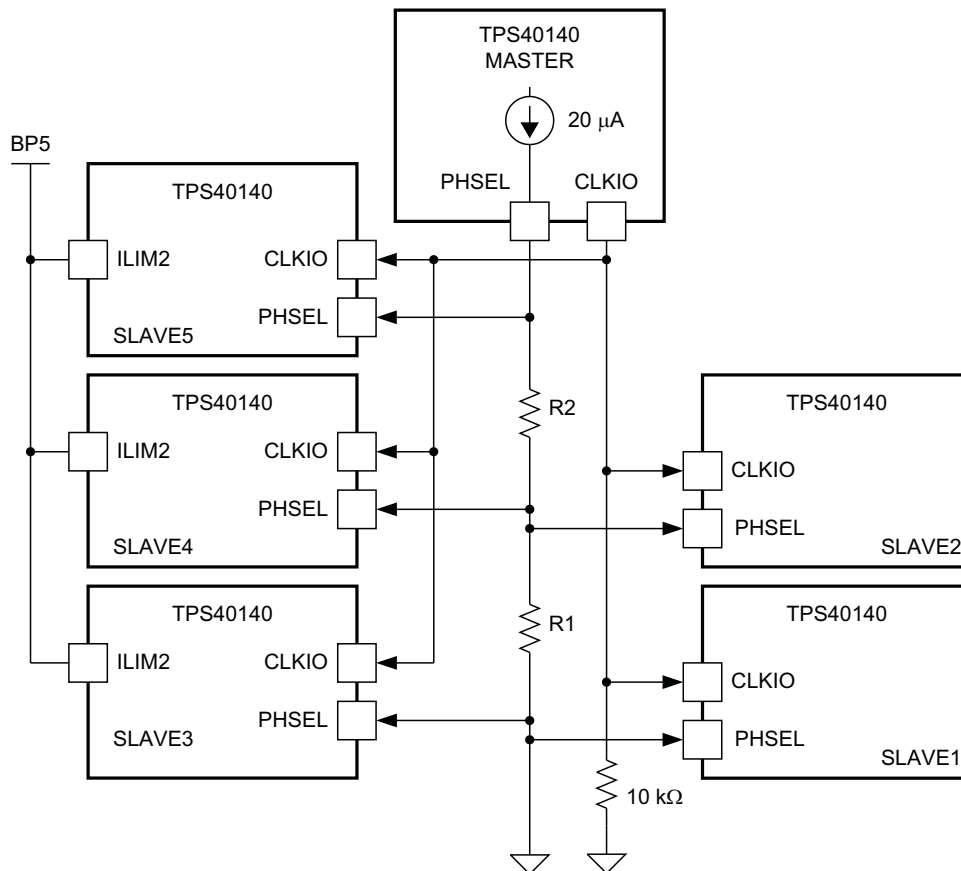 TPS40140
MASTER
20 μA
PHSEL
CLKIO
BP5
TPS40140
ILIM2
CLKIO
PHSEL
SLAVE5
TPS40140
ILIM2
CLKIO
PHSEL
SLAVE4
TPS40140
ILIM2
CLKIO
PHSEL
SLAVE3
R2
R1
10 kΩ
TPS40140
CLKIO
PHSEL
SLAVE2
TPS40140
CLKIO
PHSEL
SLAVE1